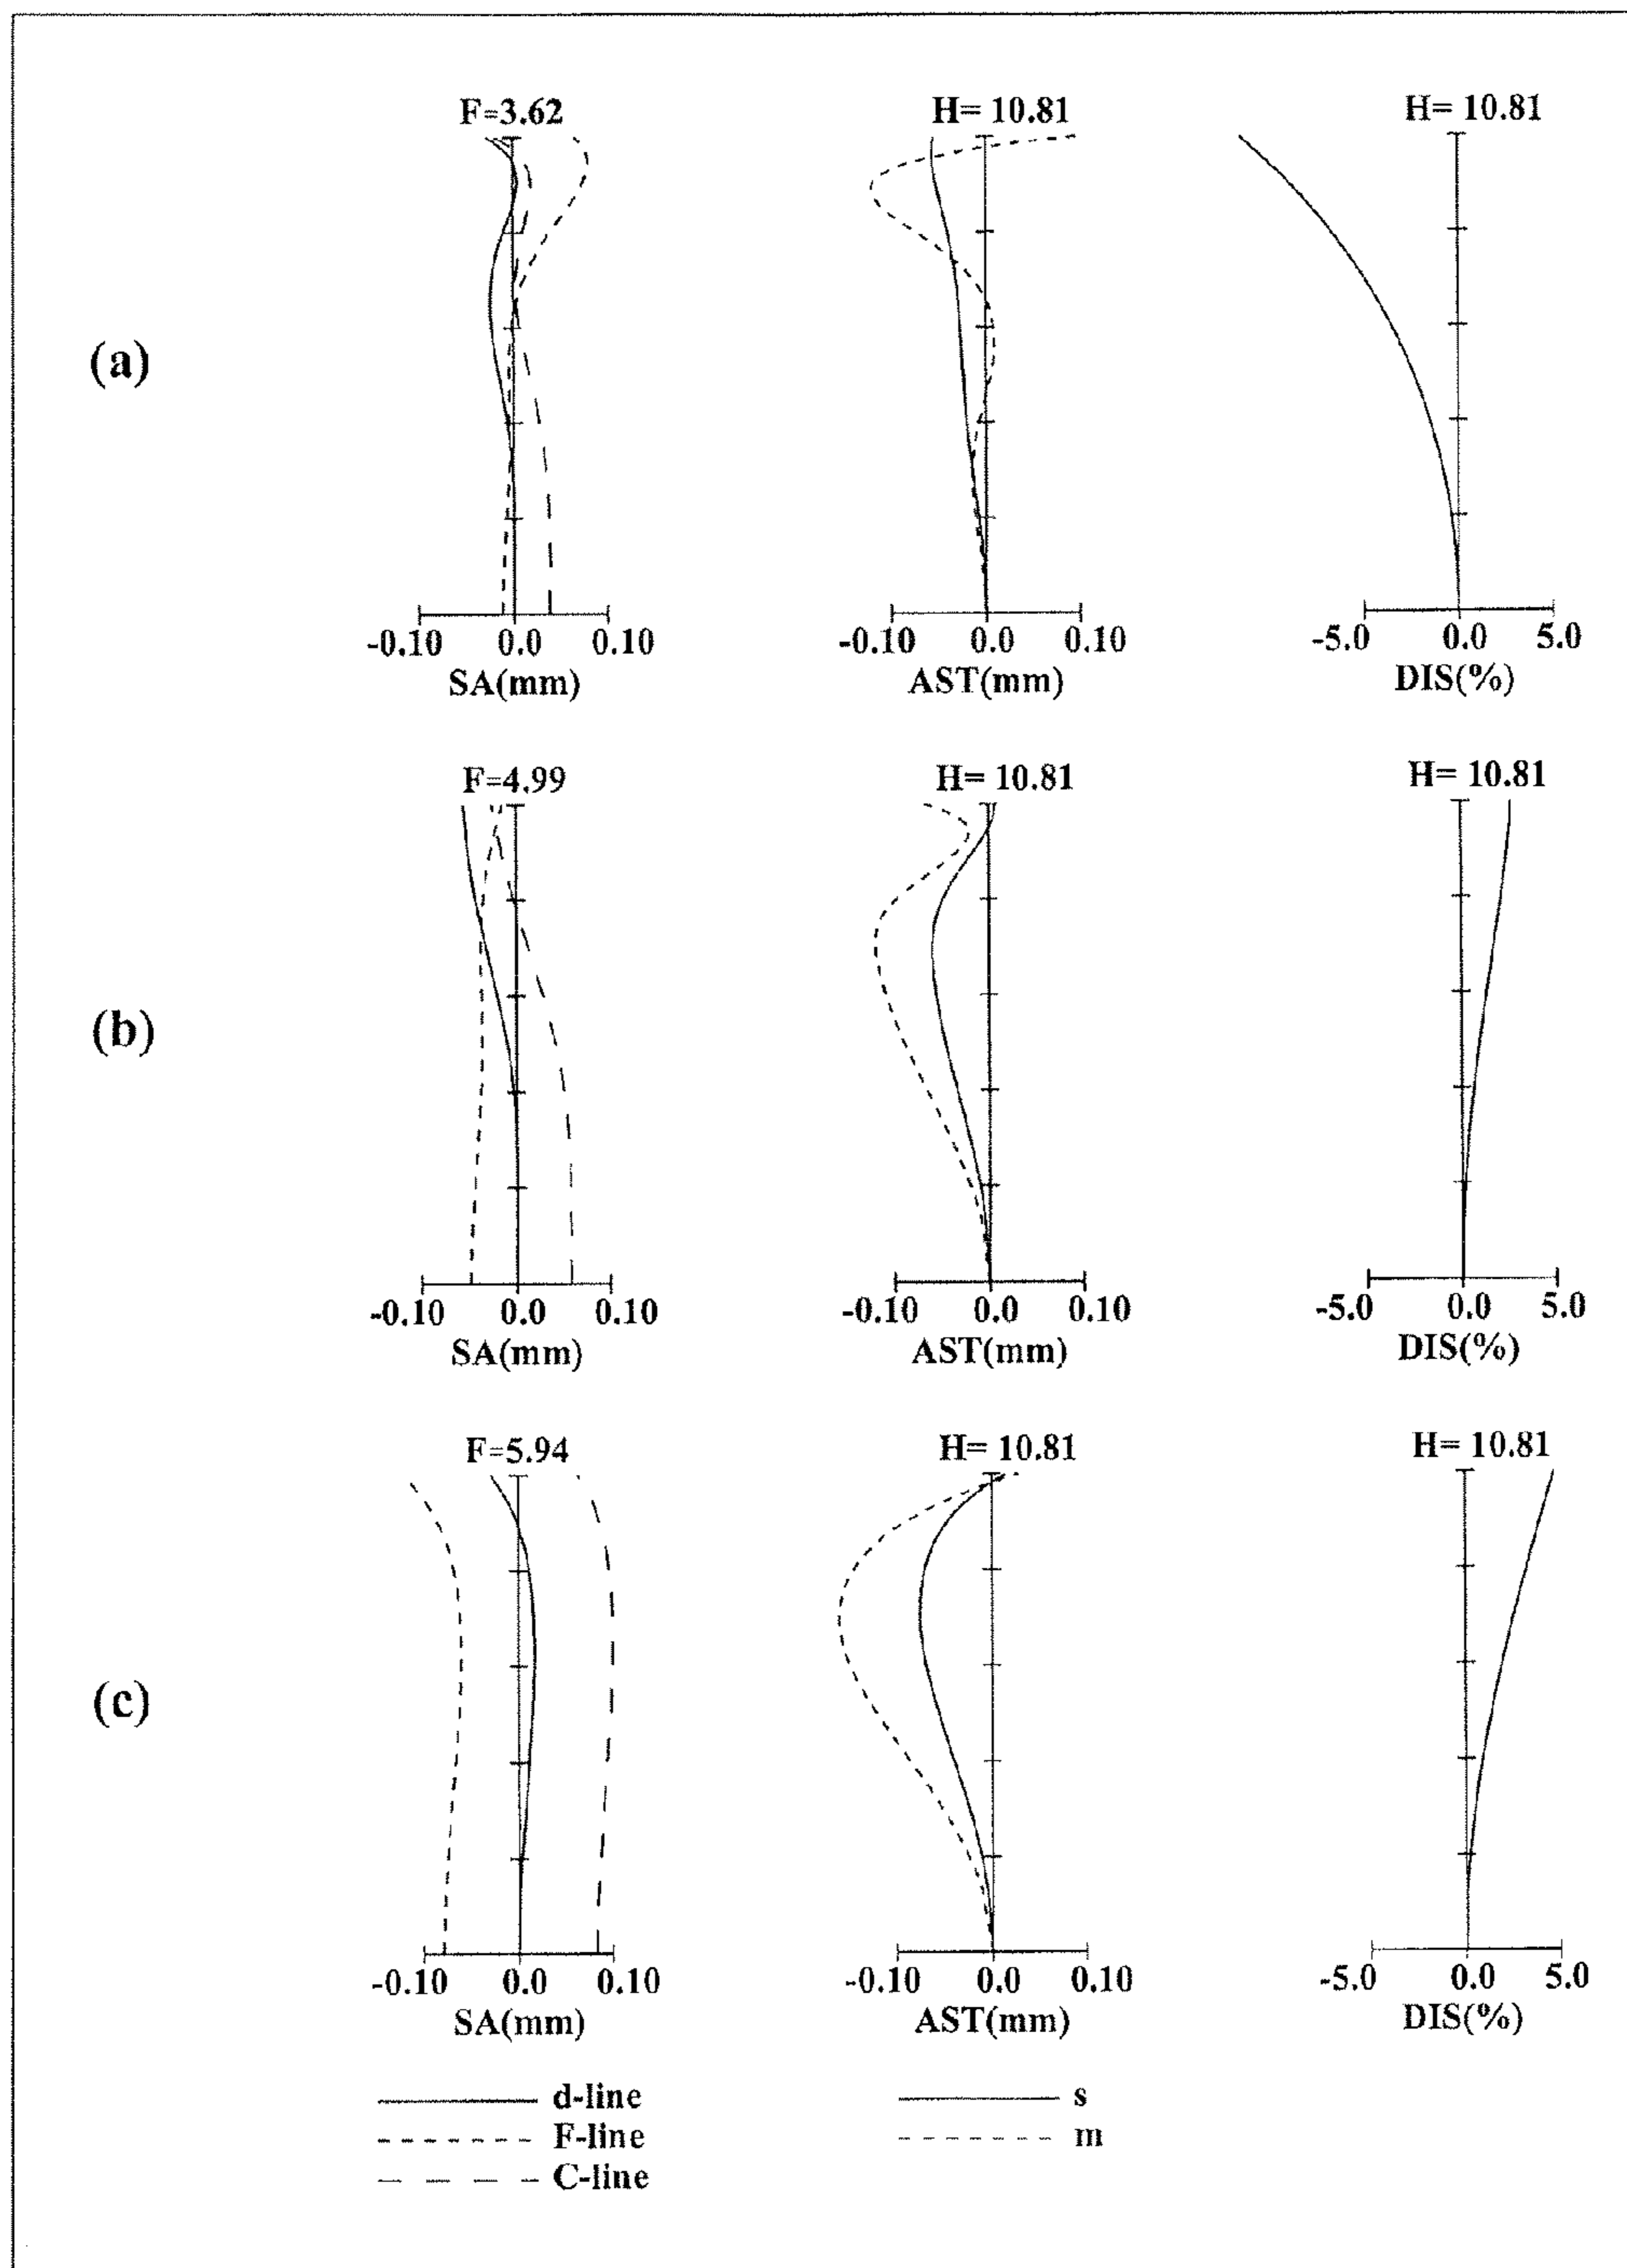 F=3.62 H= 10.81 H= 10.81
(a)
-0.10 0.0 0.10 -0.10 0.0 0.10 -5.0 0.0 5.0
SA(mm) AST(mm) DIS(%)
F=4.99 H= 10.81 H= 10.81
(b)
-0.10 0.0 0.10 -0.10 0.0 0.10 -5.0 0.0 5.0
SA(mm) AST(mm) DIS(%)
F=5.94 H= 10.81 H= 10.81
(c)
-0.10 0.0 0.10 -0.10 0.0 0.10 -5.0 0.0 5.0
SA(mm) AST(mm) DIS(%)
d-line s
F-line m
C-line